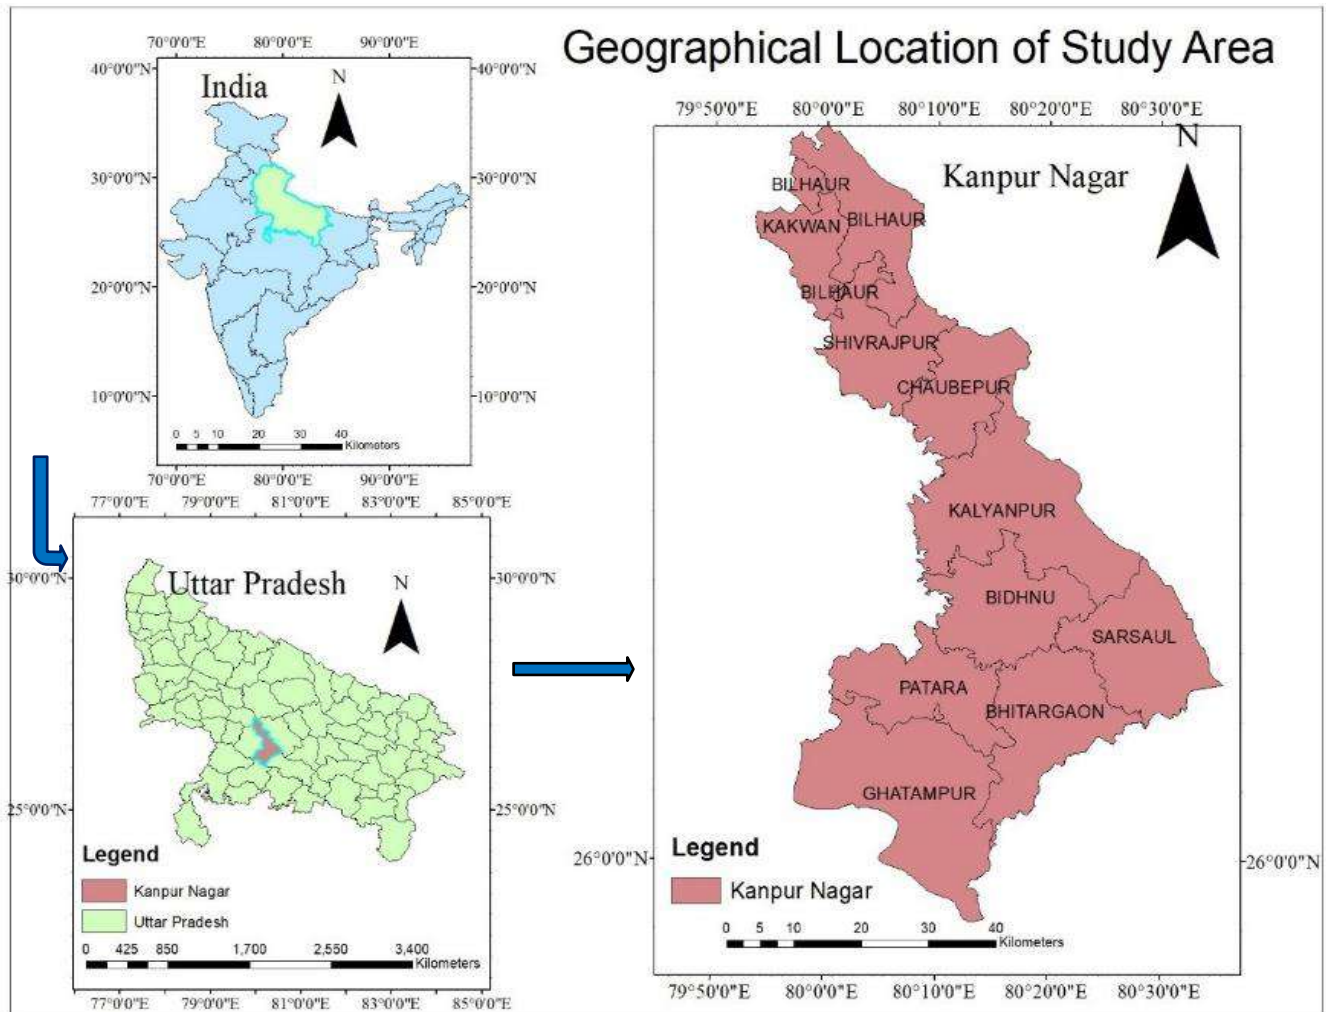 Geographical Location of Study Area
70°0'0"E 80°0'0"E 90°0'0"E
40°0'0"N 40°0'0"N
India
N
30°0'0"N 30°0'0"N
20°0'0"N 20°0'0"N
10°0'0"N 10°0'0"N
0 5 10 20 30 40
Kilometers
70°0'0"E 80°0'0"E 90°0'0"E
77°0'0"E 79°0'0"E 81°0'0"E 83°0'0"E 85°0'0"E
Uttar Pradesh
N
30°0'0"N 30°0'0"N
25°0'0"N 25°0'0"N
Legend
Kanpur Nagar
Uttar Pradesh
0 425 850 1,700 2,550 3,400
Kilometers
77°0'0"E 79°0'0"E 81°0'0"E 83°0'0"E 85°0'0"E
79°50'0"E 80°0'0"E 80°10'0"E 80°20'0"E 80°30'0"E
N
Kanpur Nagar
BILHAUR
BILHAUR
KAKWAN
BILHAUR
SHIVRAJPUR
CHAUBEPUR
KALYANPUR
BIDHNU
SARSAUL
PATARA
BHITARGAON
GHATAMPUR
26°0'0"N 26°0'0"N
Legend
Kanpur Nagar
0 5 10 20 30 40
Kilometers
79°50'0"E 80°0'0"E 80°10'0"E 80°20'0"E 80°30'0"E